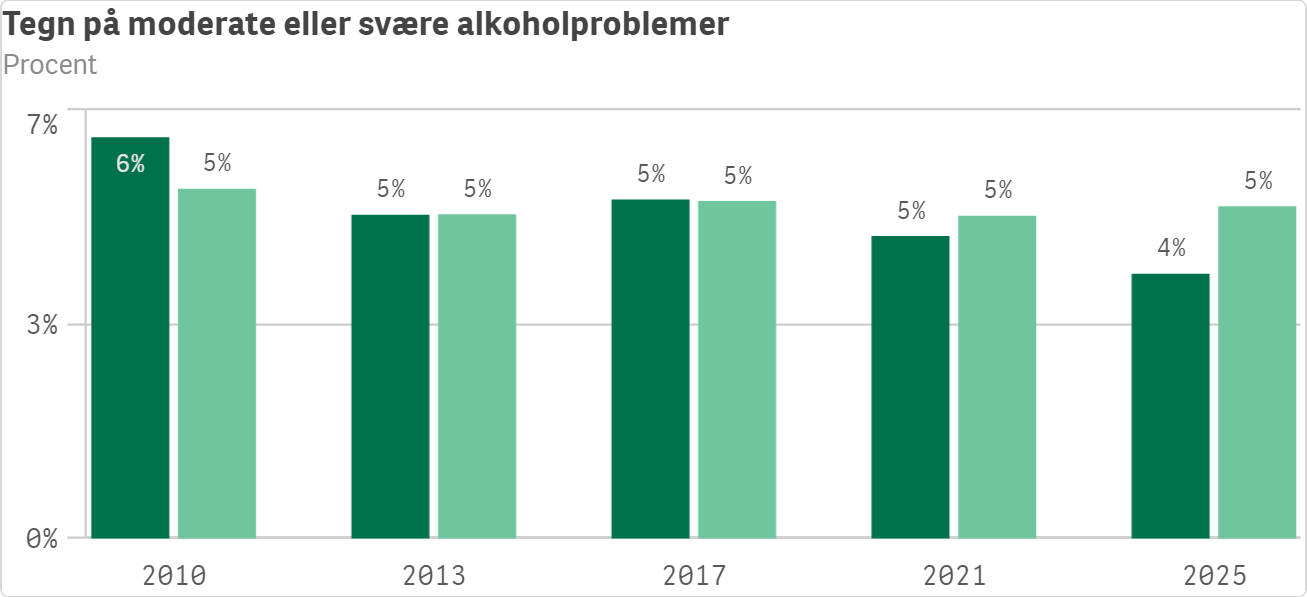 Tegn på moderate eller svære alkoholproblemer
Procent
7%
6% 5% 5% 5% 5% 5% 5% 5% 4% 5%
3%
0%
2010 2013 2017 2021 2025